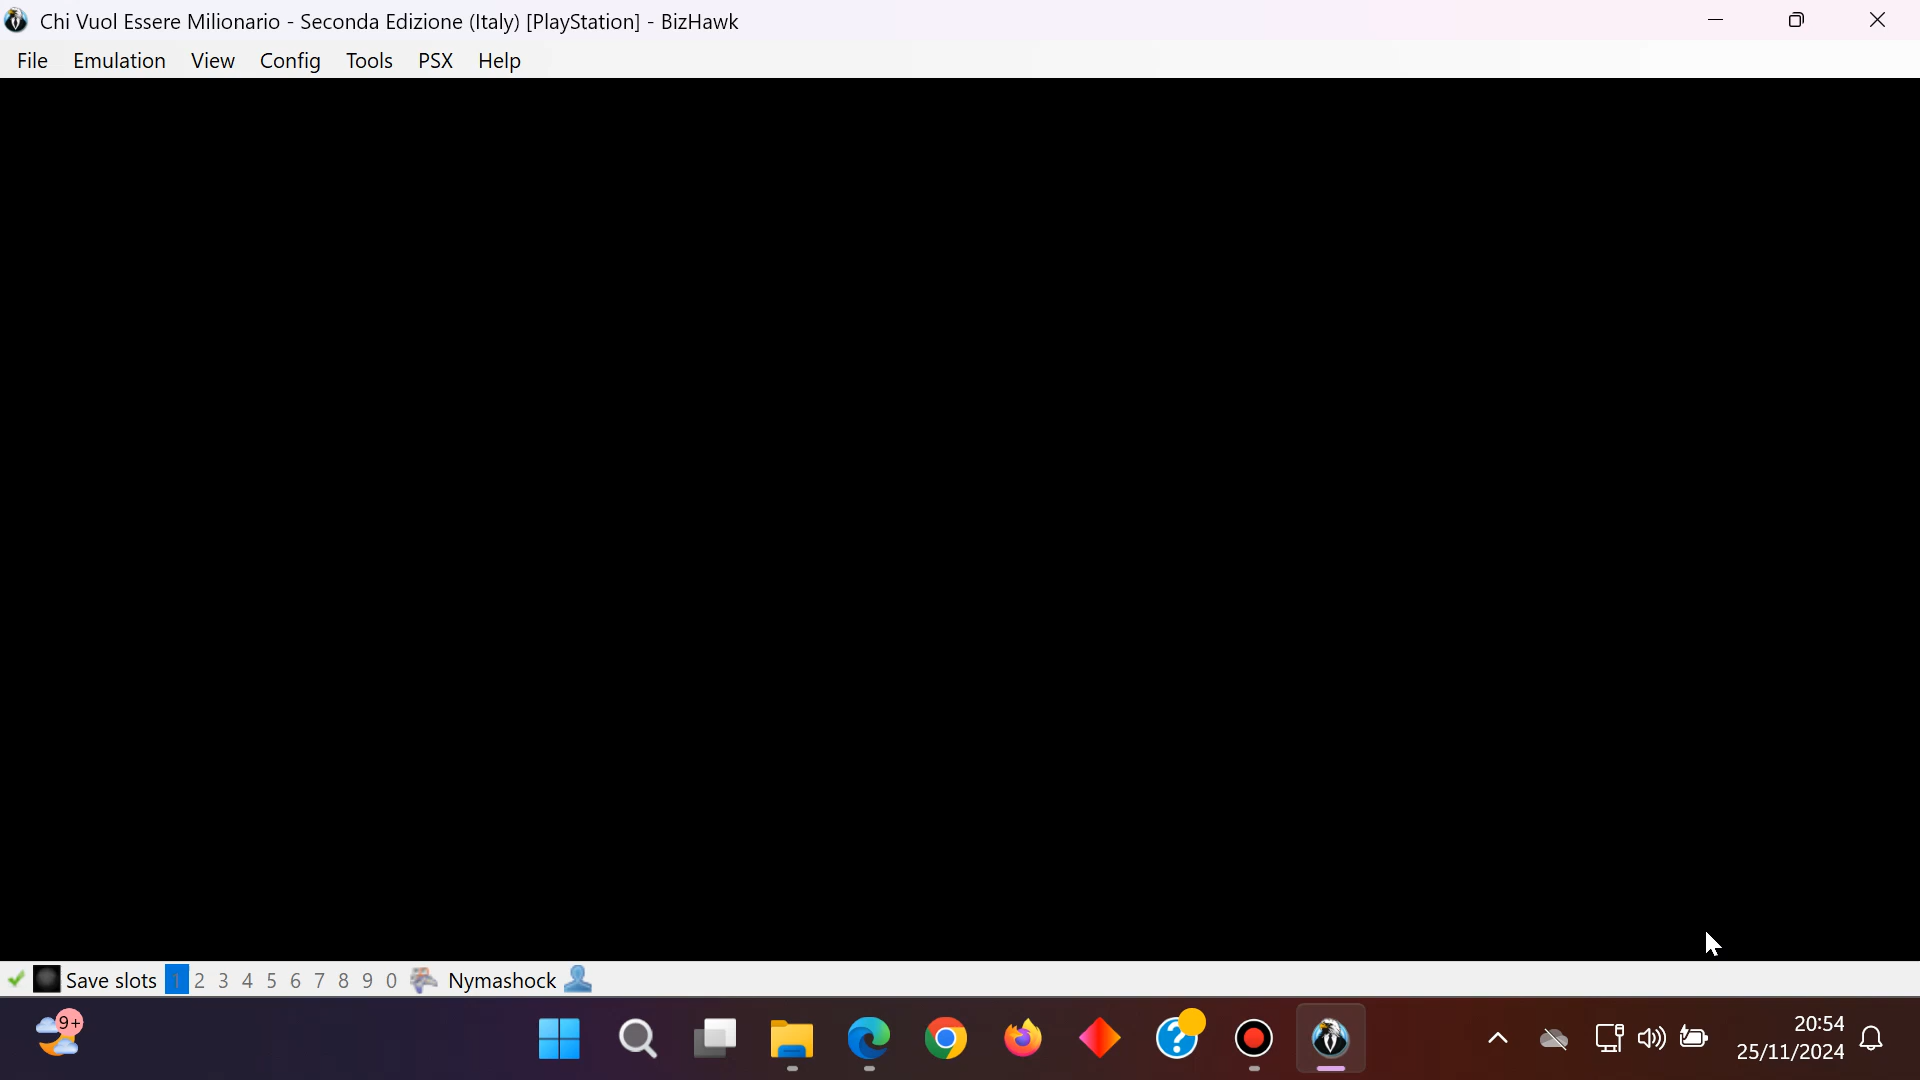 Chi Vuol Essere Milionario - Seconda Edizione (Italy) [PlayStation] - BizHawk
File Emulation View Config Tools PSX Help
Save slots 1 2 3 4 5 6 7 8 9 0 Nymashock
9+
20:54
25/11/2024